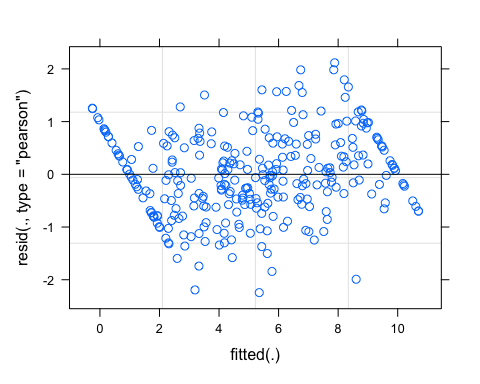 resid(., type = "pearson")
2
1
0
-1
-2
0 2 4 6 8 10
fitted(.)